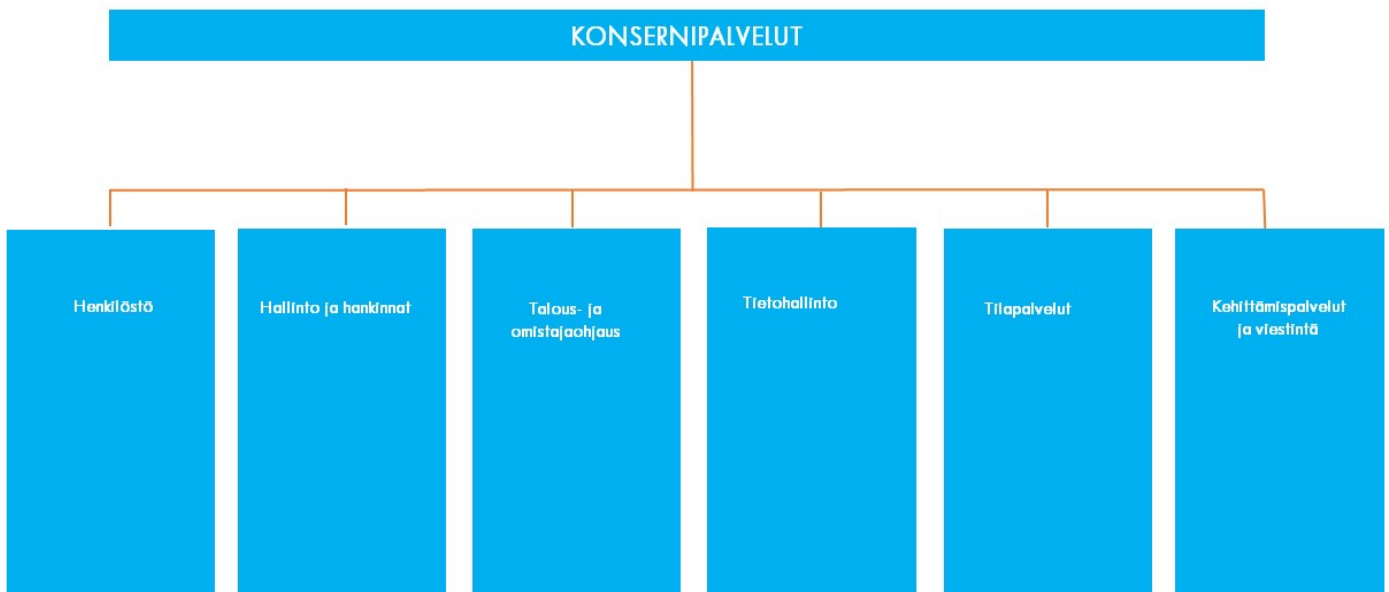 KONSERNIPALVELUT
Henkilöstö
Hallinto ja hankinnat
Talous- ja
omistajaohjaus
Tietohallinto
Tilapalvelut
Kehittämispalvelut
ja viestintä